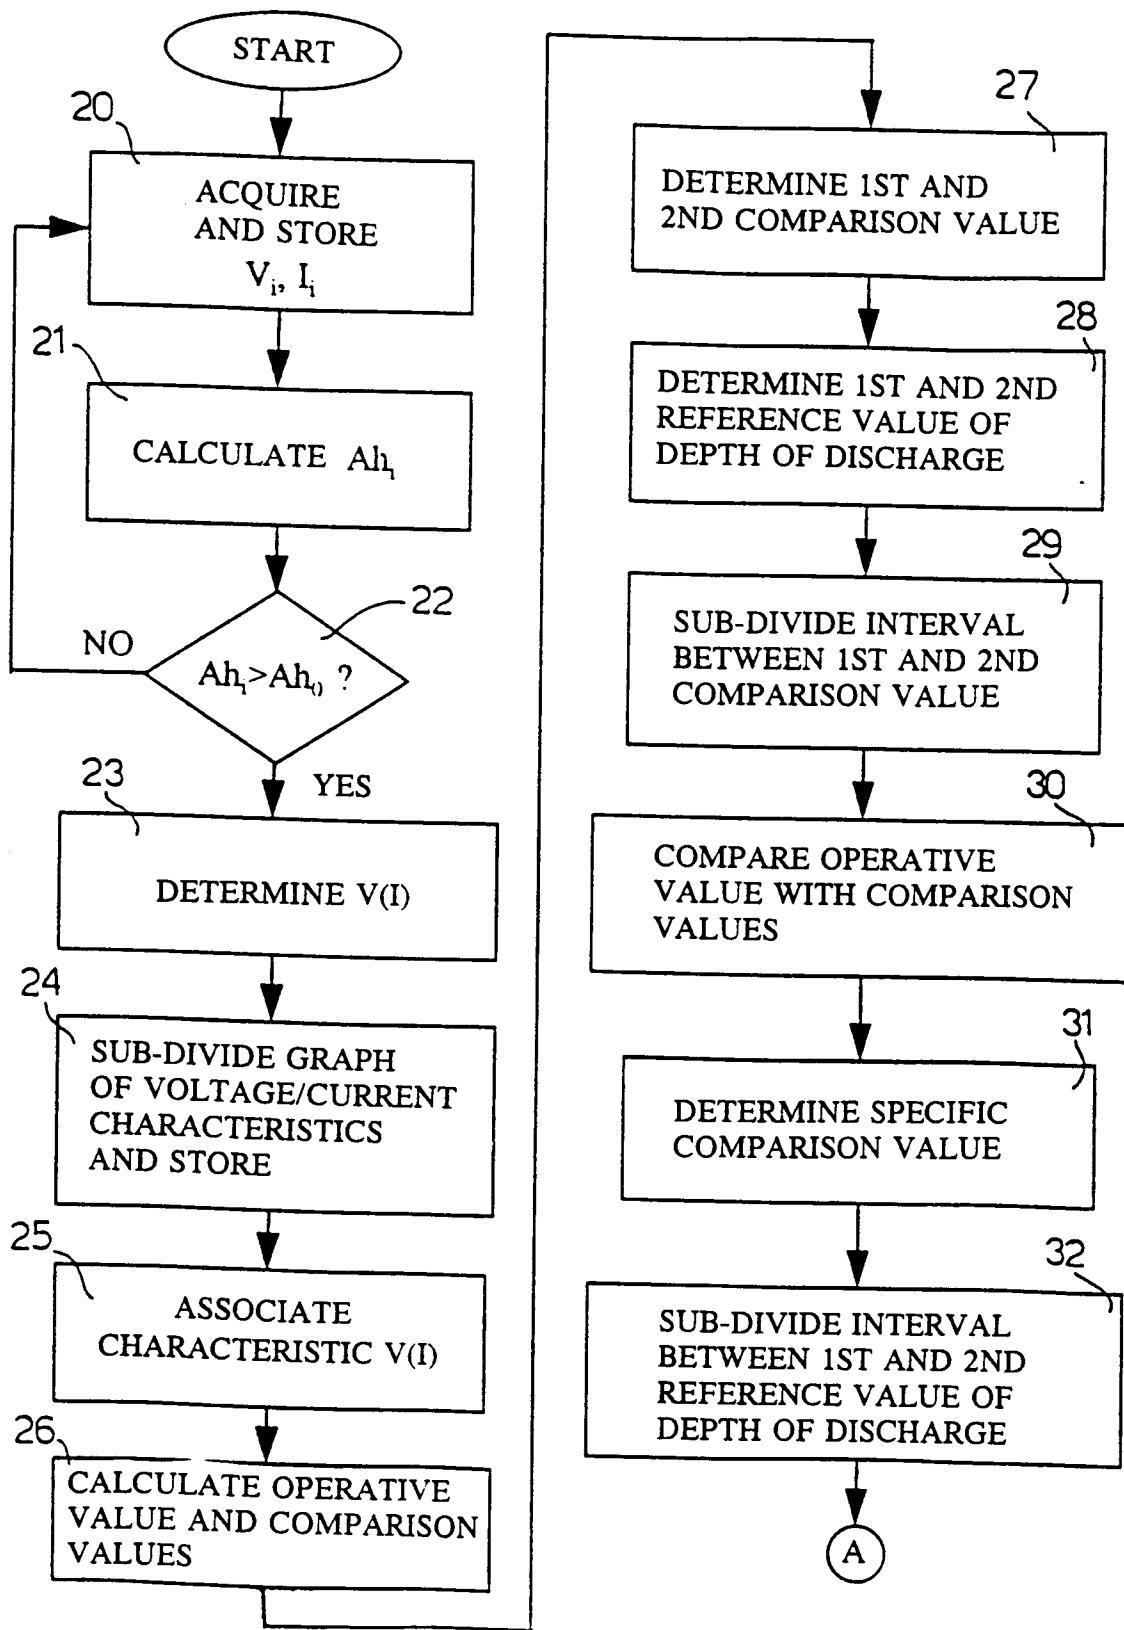 START
20
ACQUIRE
AND STORE
Vi, Ii
21
CALCULATE Ahi
22
Ahi>Ah0 ?
NO
YES
23
DETERMINE V(I)
24
SUB-DIVIDE GRAPH
OF VOLTAGE/CURRENT
CHARACTERISTICS
AND STORE
25
ASSOCIATE
CHARACTERISTIC V(I)
26
CALCULATE OPERATIVE
VALUE AND COMPARISON
VALUES
27
DETERMINE 1ST AND
2ND COMPARISON VALUE
28
DETERMINE 1ST AND 2ND
REFERENCE VALUE OF
DEPTH OF DISCHARGE
29
SUB-DIVIDE INTERVAL
BETWEEN 1ST AND 2ND
COMPARISON VALUE
30
COMPARE OPERATIVE
VALUE WITH COMPARISON
VALUES
31
DETERMINE SPECIFIC
COMPARISON VALUE
32
SUB-DIVIDE INTERVAL
BETWEEN 1ST AND 2ND
REFERENCE VALUE OF
DEPTH OF DISCHARGE
A